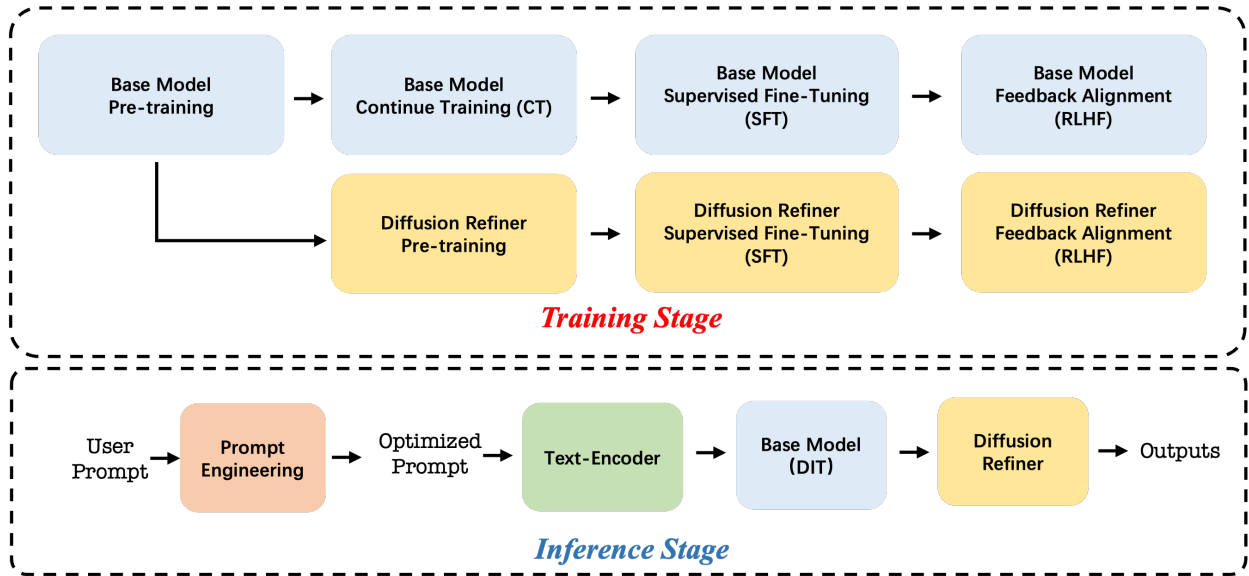 Base Model
Pre-training
Base Model
Continue Training (CT)
Base Model
Supervised Fine-Tuning
(SFT)
Base Model
Feedback Alignment
(RLHF)
Diffusion Refiner
Pre-training
Diffusion Refiner
Supervised Fine-Tuning
(SFT)
Diffusion Refiner
Feedback Alignment
(RLHF)
Training Stage
User
Prompt
Prompt
Engineering
Optimized
Prompt
Text-Encoder
Base Model
(DIT)
Diffusion
Refiner
Outputs
Inference Stage